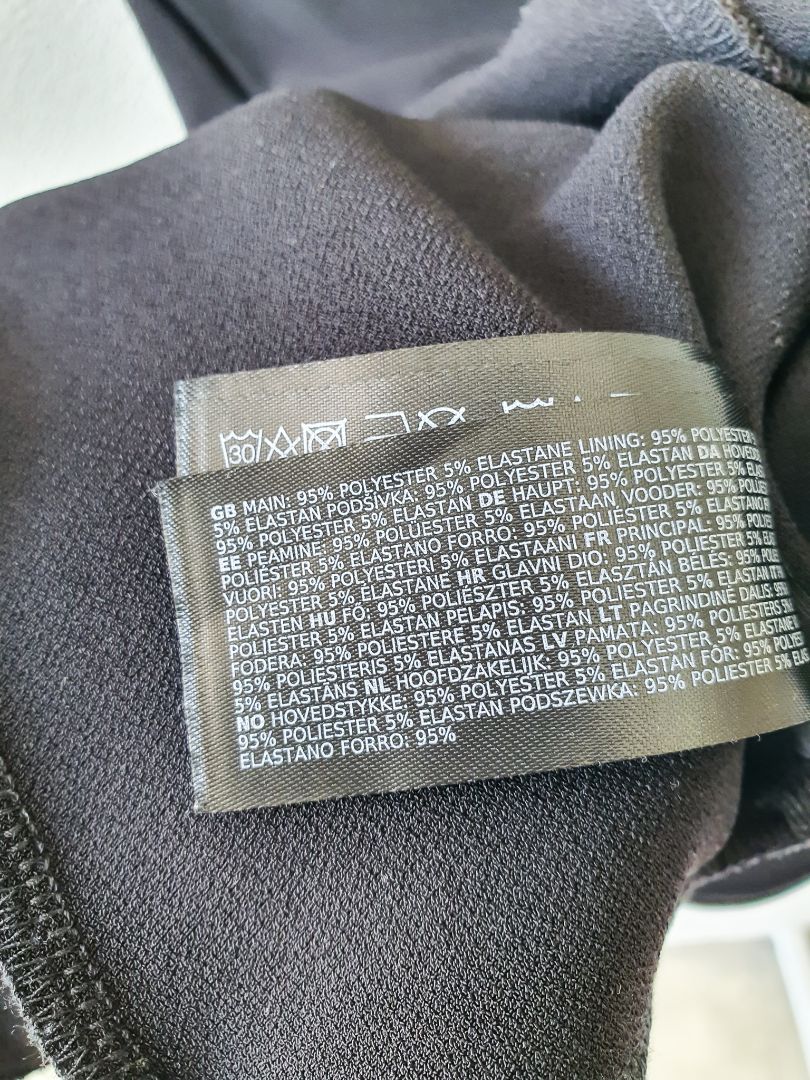 30
GB MAIN: 95% POLYESTER 5% ELASTANE LINING: 95% POLYESTER
5% ELASTAN PODŠÍVKA: 95% POLYESTER 5% ELASTAN DA HOVED
95% POLYESTER 5% ELASTAN DE HAUPT: 95% POLYESTER 5%
EE PEAMINE: 95% POLÜESTER 5% ELASTAAN VOODER: 95%
POLIÉSTER 5% ELASTANO FORRO: 95% POLIÉSTER 5% ELASTANO
VUORI: 95% POLYESTERI 5% ELASTAANI FR PRINCIPAL: 95%
POLYESTER 5% ELASTANE HR GLAVNI DIO: 95% POLIESTER 5%
ELASTEN HU FŐ: 95% POLIÉSZTER 5% ELASZTÁN BÉLÉS: 95%
POLIESTER 5% ELASTAN PELAPIS: 95% POLIESTER 5% ELASTAN
FODERA: 95% POLIESTERE 5% ELASTAN LT PAGRINDINĖ DALIS:
95% POLIESTERIS 5% ELASTANAS LV PAMATA: 95% POLIESTERS 5%
5% ELASTĀNS NL HOOFDZAKELIJK: 95% POLYESTER 5% ELASTANE
NO HOVEDSTYKKE: 95% POLYESTER 5% ELASTAN FÔR: 95%
95% POLIESTER 5% ELASTAN PODSZEWKA: 95% POLIESTER 5%
ELASTANO FORRO: 95%